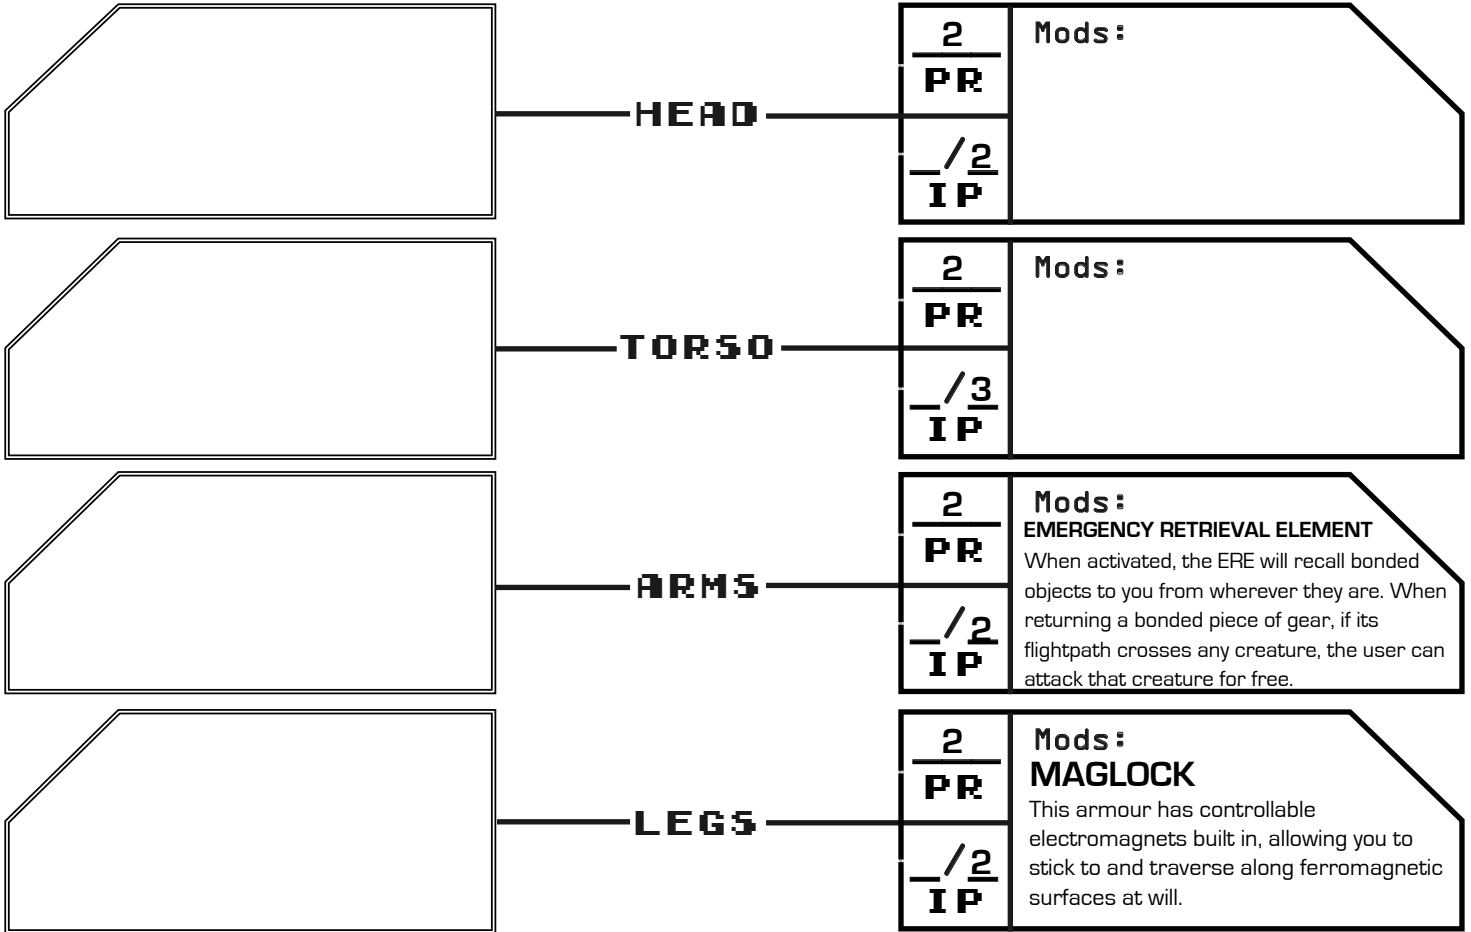 2
PR
Mods:
HEAD
_/2
IP
2
PR
Mods:
TORSO
_/3
IP
2
PR
Mods:
EMERGENCY RETRIEVAL ELEMENT
When activated, the ERE will recall bonded
objects to you from wherever they are. When
returning a bonded piece of gear, if its
flightpath crosses any creature, the user can
attack that creature for free.
ARMS
_/2
IP
2
PR
Mods:
MAGLOCK
This armour has controllable
electromagnets built in, allowing you to
stick to and traverse along ferromagnetic
surfaces at will.
LEGS
_/2
IP